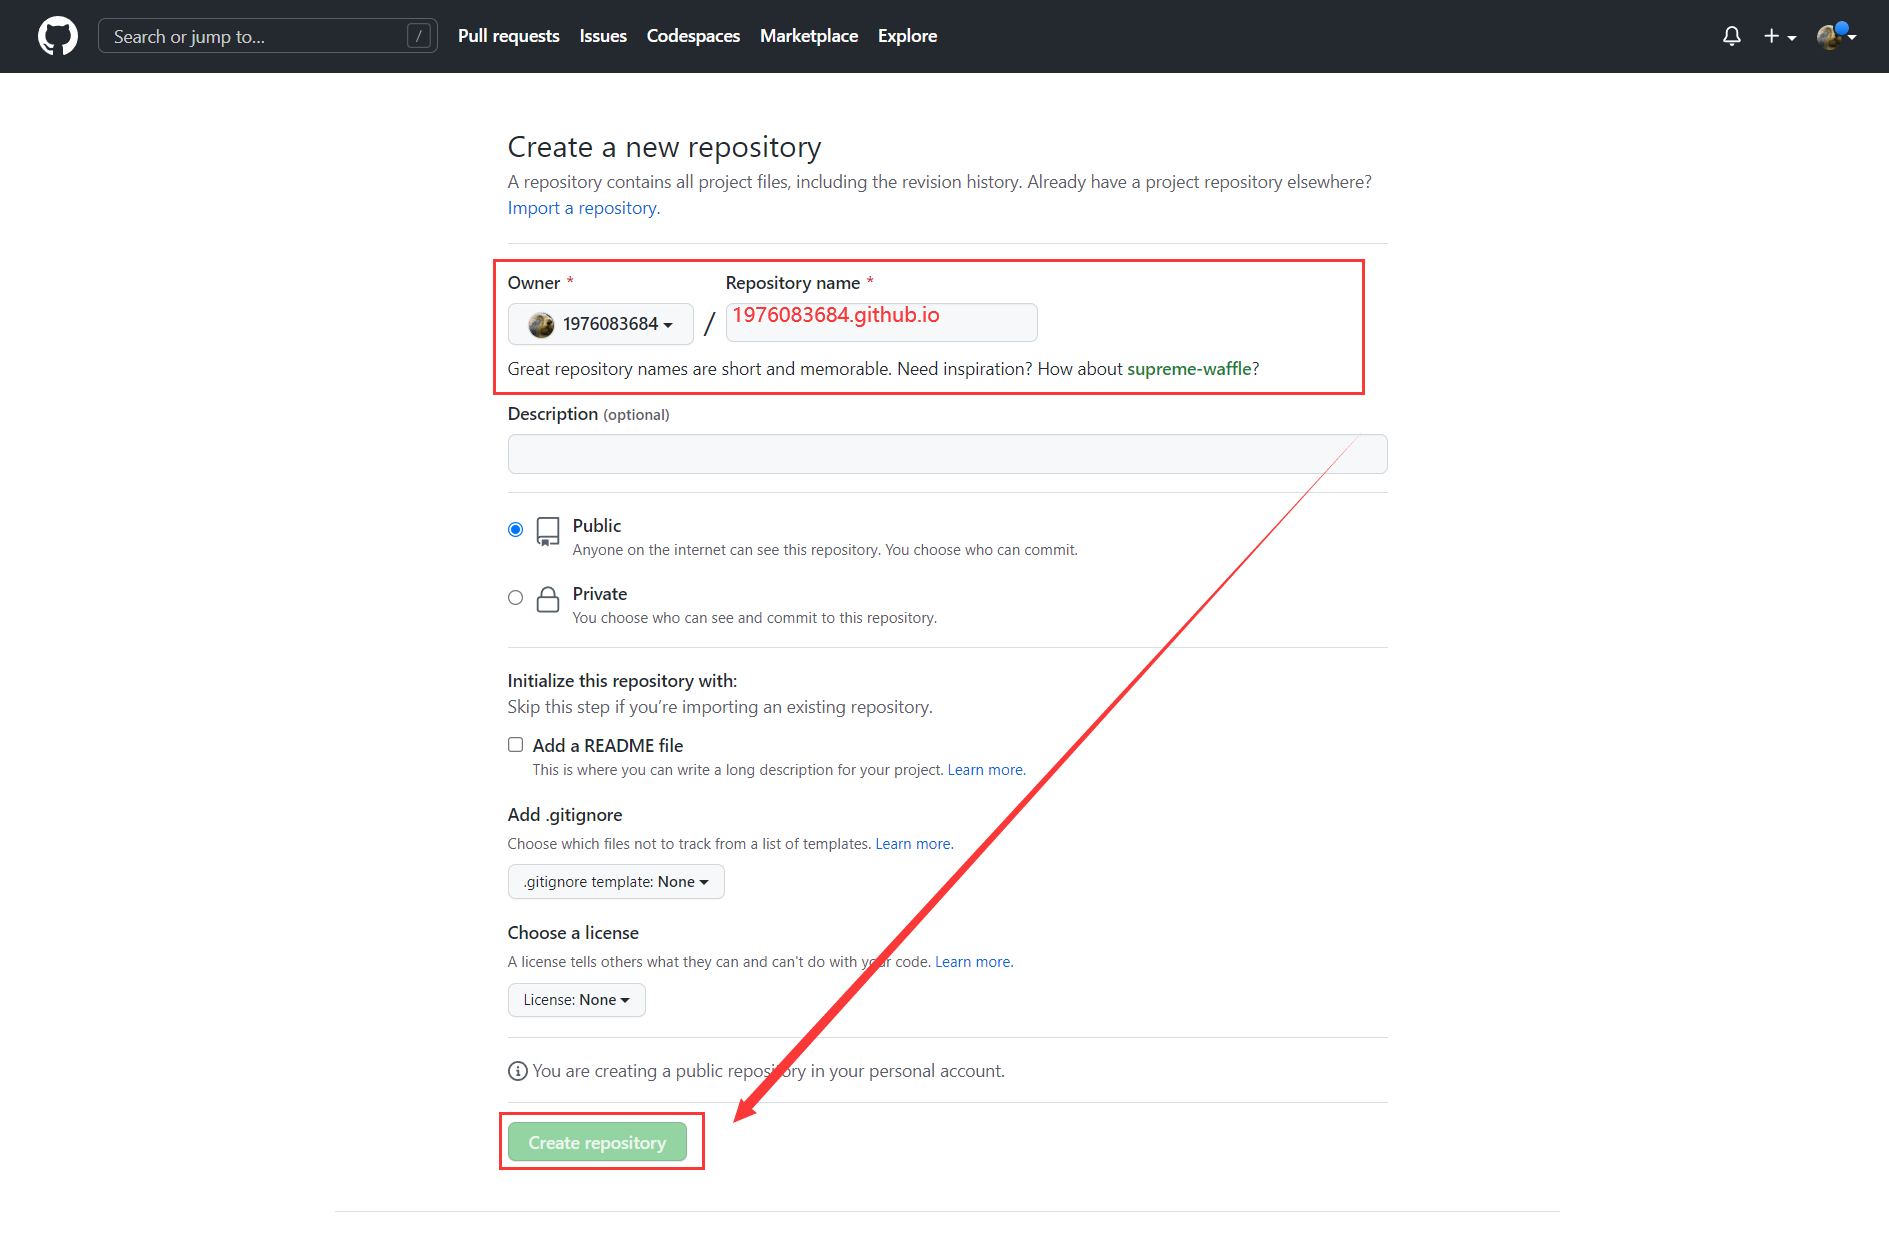 Search or jump to... /
Pull requests Issues Codespaces Marketplace Explore
Create a new repository
A repository contains all project files, including the revision history. Already have a project repository elsewhere?
Import a repository.
Owner * Repository name *
1976083684 / 1976083684.github.io
Great repository names are short and memorable. Need inspiration? How about supreme-waffle?
Description (optional)
Public
Anyone on the internet can see this repository. You choose who can commit.
Private
You choose who can see and commit to this repository.
Initialize this repository with:
Skip this step if you’re importing an existing repository.
Add a README file
This is where you can write a long description for your project. Learn more.
Add .gitignore
Choose which files not to track from a list of templates. Learn more.
.gitignore template: None
Choose a license
A license tells others what they can and can't do with your code. Learn more.
License: None
You are creating a public repository in your personal account.
Create repository